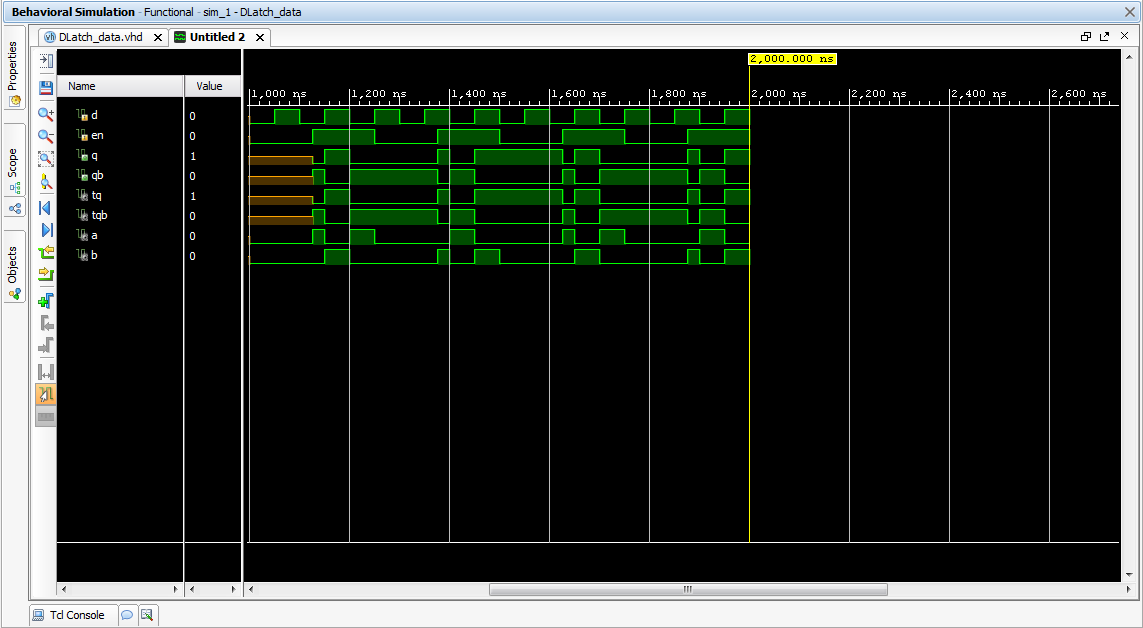 Behavioral Simulation - Functional - sim_1 - DLatch_data
Properties
Scope
Objects
DLatch_data.vhd
Untitled 2
2,000.000 ns
Name
Value
1,000 ns
1,200 ns
1,400 ns
1,600 ns
1,800 ns
2,000 ns
2,200 ns
2,400 ns
2,600 ns
d 0
en 0
q 1
qb 0
tq 1
tqb 0
a 0
b 0
Tcl Console